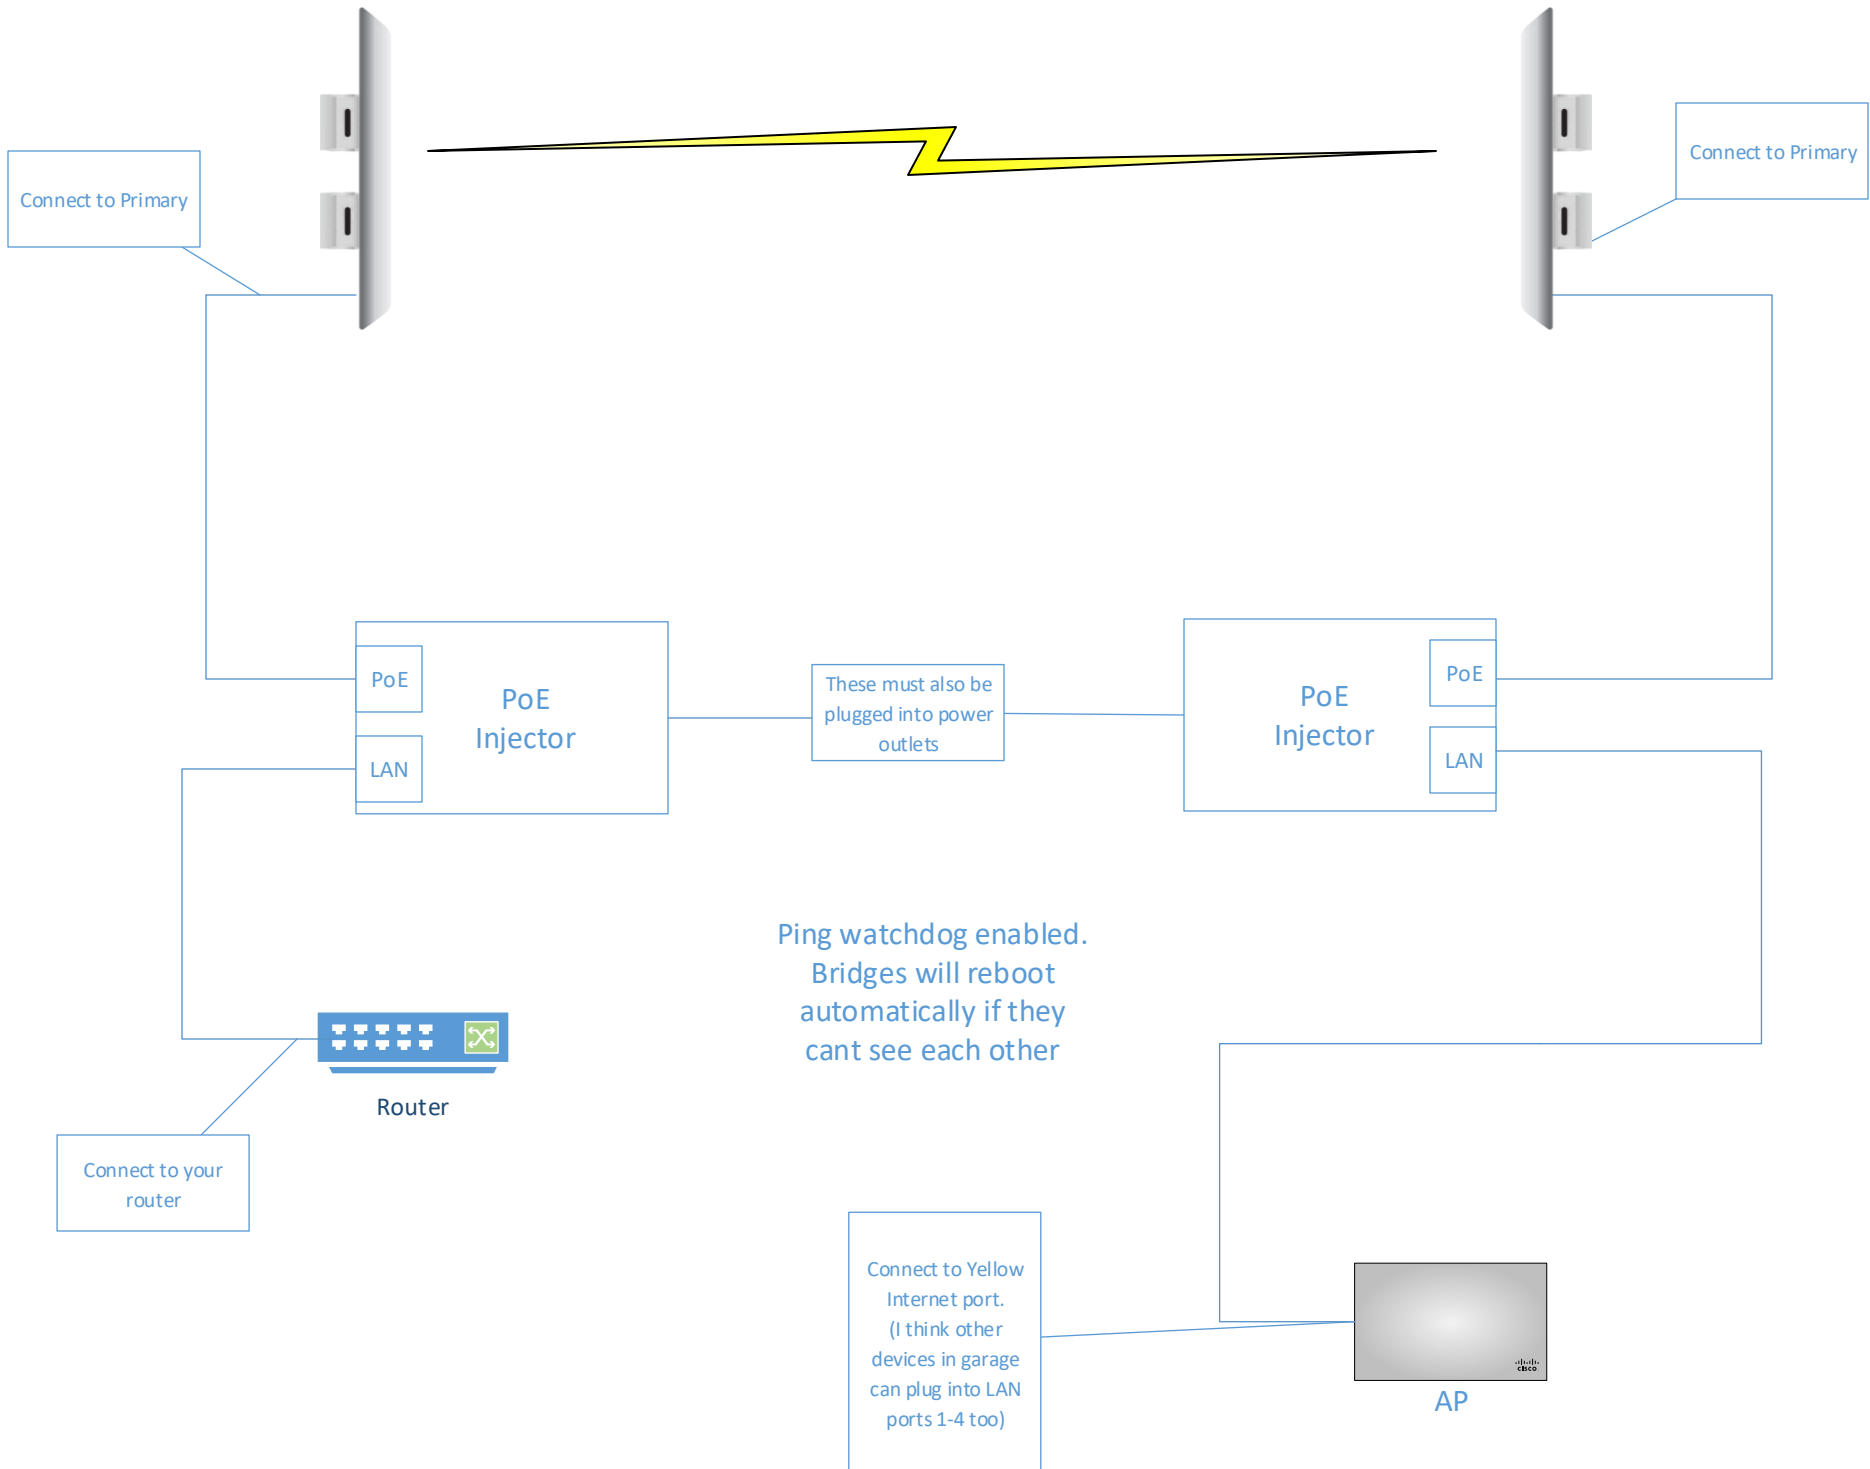 Connect to Primary
Connect to Primary
PoE
LAN
PoE
Injector
These must also be
plugged into power
outlets
PoE
Injector
PoE
LAN
Ping watchdog enabled.
Bridges will reboot
automatically if they
cant see each other
Router
Connect to your
router
Connect to Yellow
Internet port.
(I think other
devices in garage
can plug into LAN
ports 1-4 too)
cisco
AP